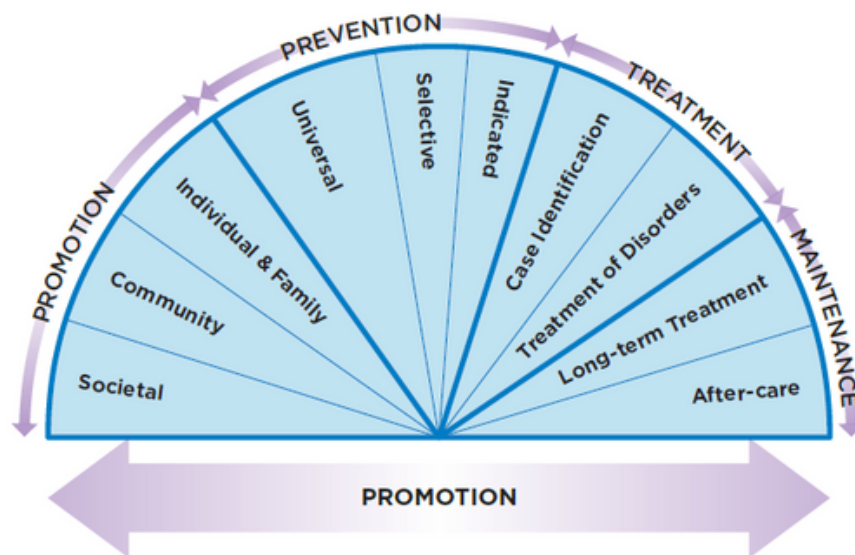 PROMOTION
PREVENTION
TREATMENT
MAINTENANCE
Societal
Community
Individual & Family
Universal
Selective
Indicated
Case Identification
Treatment of Disorders
Long-term Treatment
After-care
PROMOTION